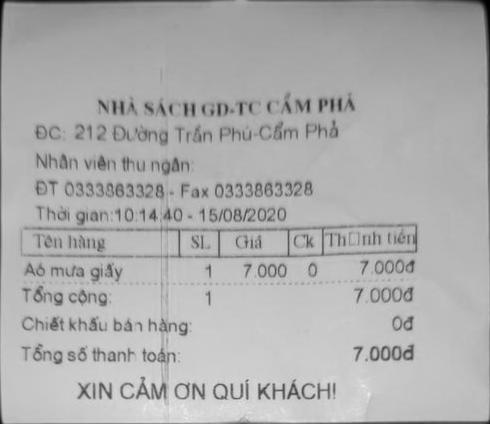 NHÀ SÁCH GD-TC CẨM PHẢ
ĐC: 212 Đường Trần Phú-Cẩm Phả
Nhân viên thu ngân:
ĐT 0333863328 - Fax 0333863328
Thời gian:10:14:40 - 15/08/2020
Tên hàng SL Giá Ck Th□nh tiền
Aó mưa giấy 1 7.000 0 7.000đ
Tổng cộng: 1 7.000đ
Chiết khấu bán hàng: 0đ
Tổng số thanh toán: 7.000đ
XIN CẢM ƠN QUÍ KHÁCH!